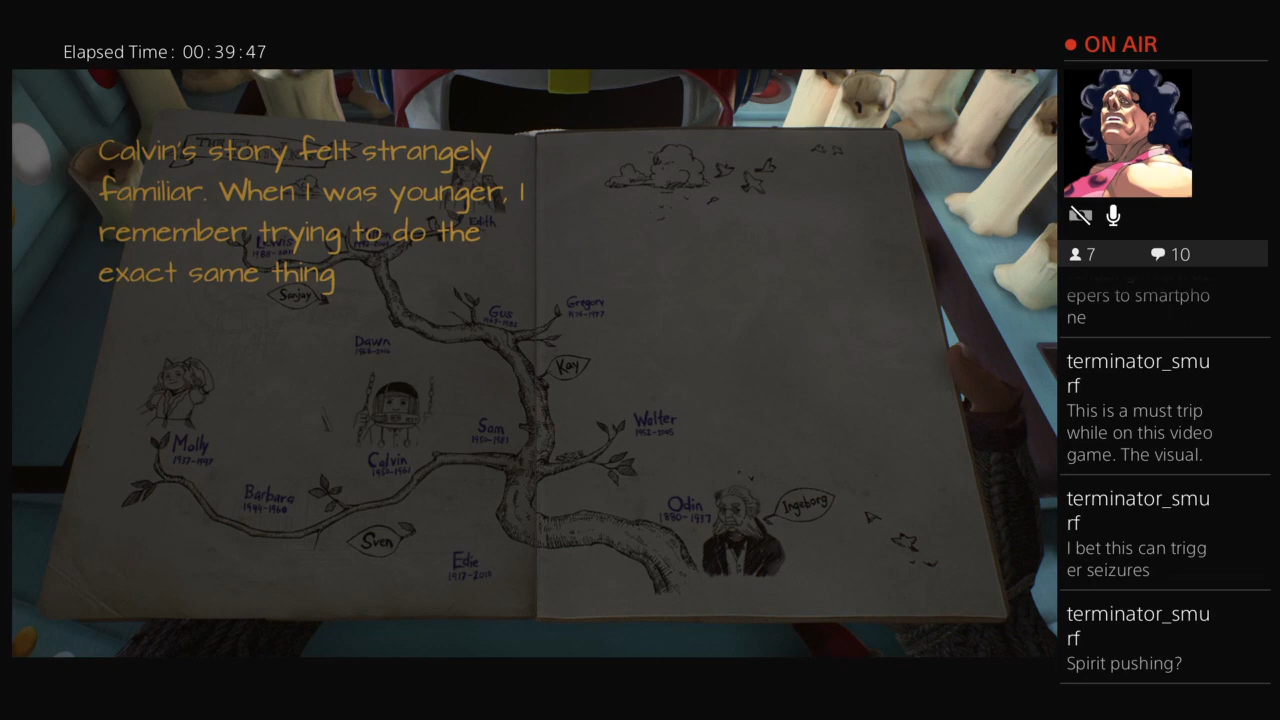 Elapsed Time: 00:39:47
ON AIR
Calvin's story felt strangely
familiar. When I was younger, I
remember trying to do the
exact same thing
Edith
Lewis
Sanjay
Gus
Gregory
Dawn
Kay
Sam
Walter
Molly
Calvin
Barbara
Odin
1880-1937
Ingeborg
Sven
Edie
7
10
epers to smartpho
ne
terminator_smu
rf
This is a must trip
while on this video
game. The visual.
terminator_smu
rf
I bet this can trigg
er seizures
terminator_smu
rf
Spirit pushing?